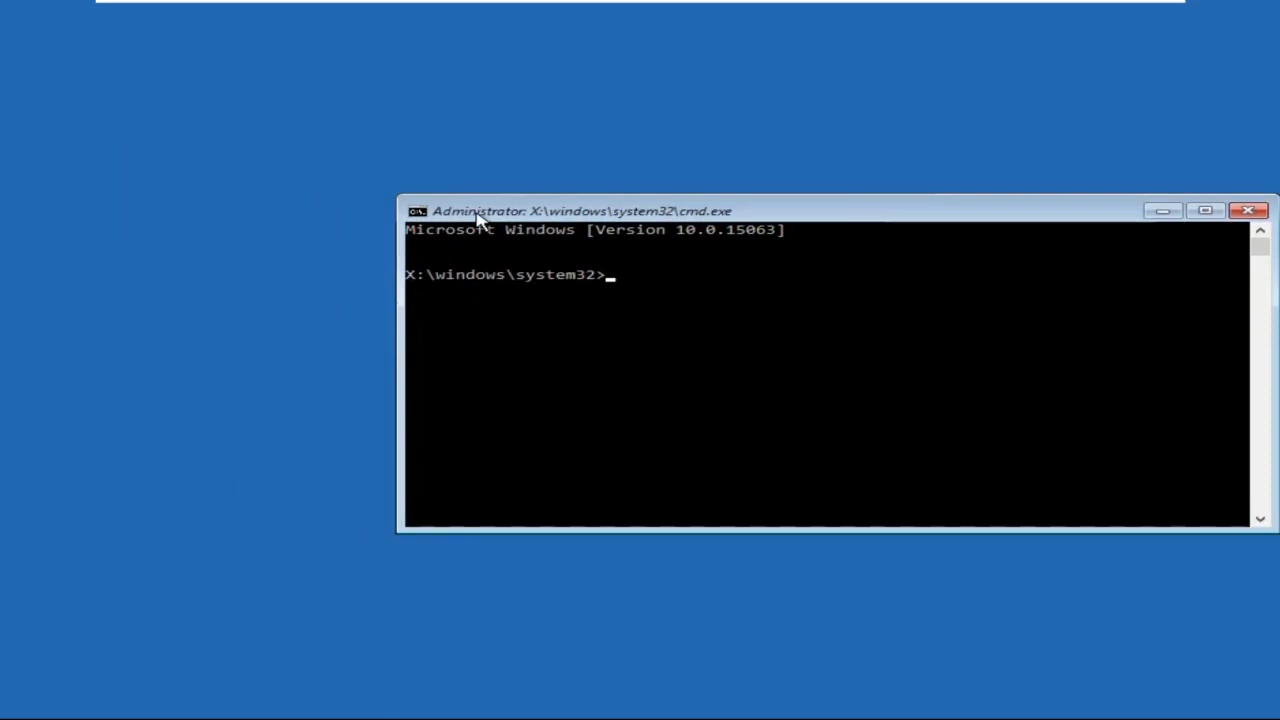 Administrator: X:\windows\system32\cmd.exe
Microsoft Windows [Version 10.0.15063]
X:\windows\system32>